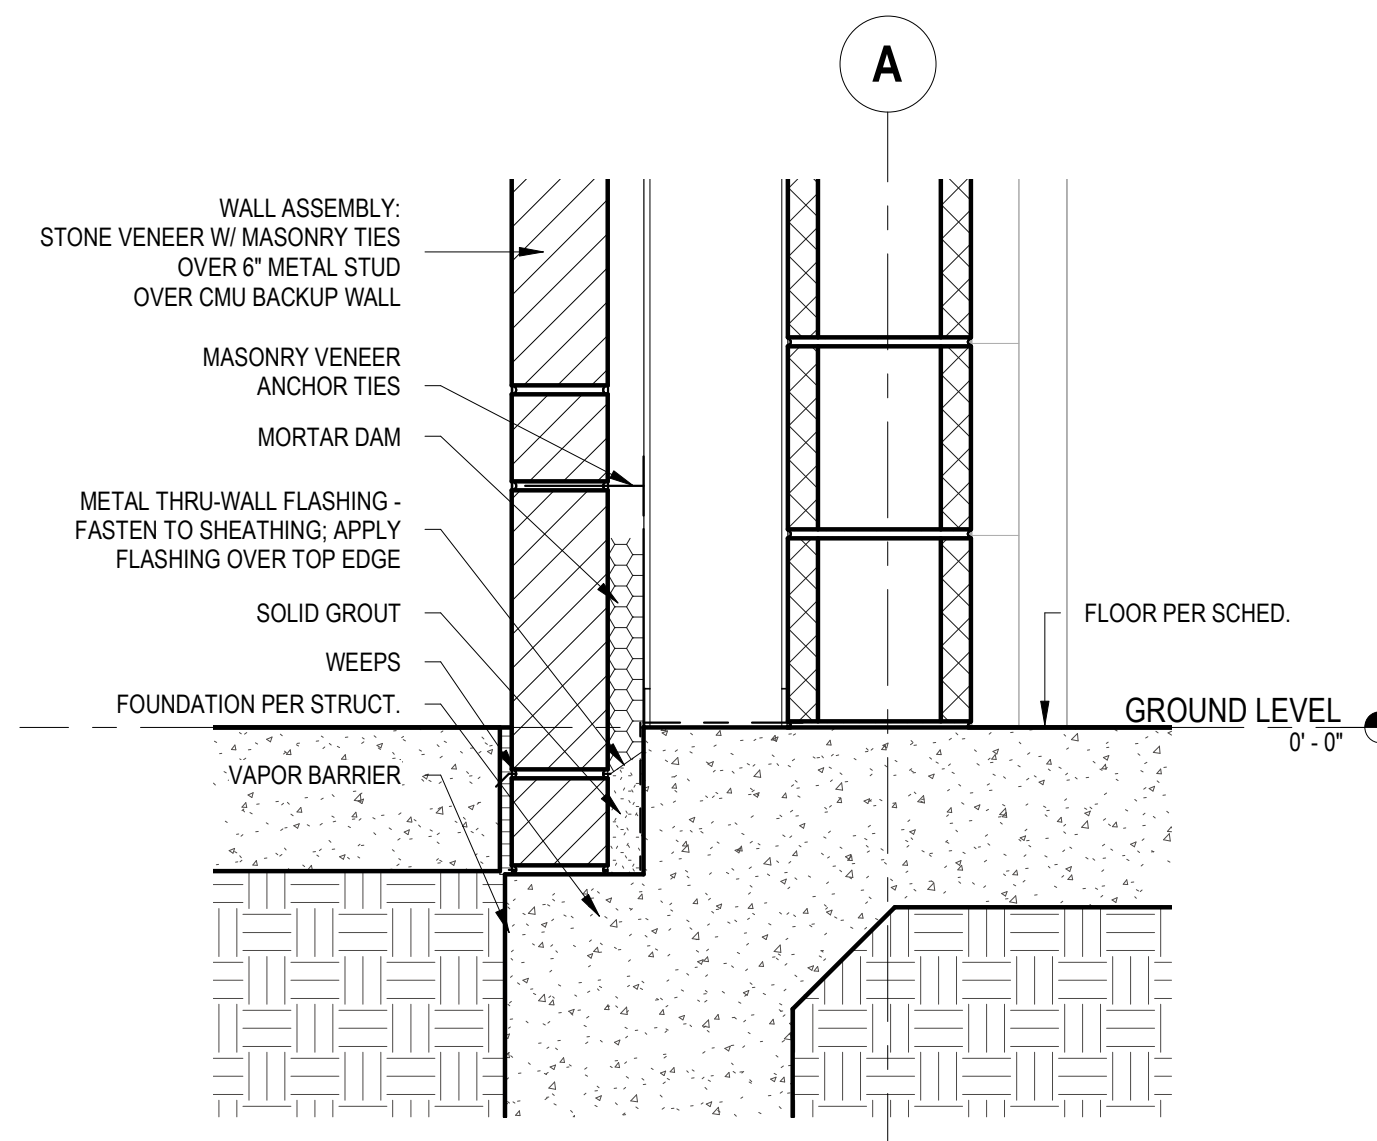 A
WALL ASSEMBLY:
STONE VENEER W/ MASONRY TIES
OVER 6" METAL STUD
OVER CMU BACKUP WALL
MASONRY VENEER
ANCHOR TIES
MORTAR DAM
METAL THRU-WALL FLASHING -
FASTEN TO SHEATHING; APPLY
FLASHING OVER TOP EDGE
SOLID GROUT
WEEPS
FOUNDATION PER STRUCT.
VAPOR BARRIER
FLOOR PER SCHED.
GROUND LEVEL
0' - 0"